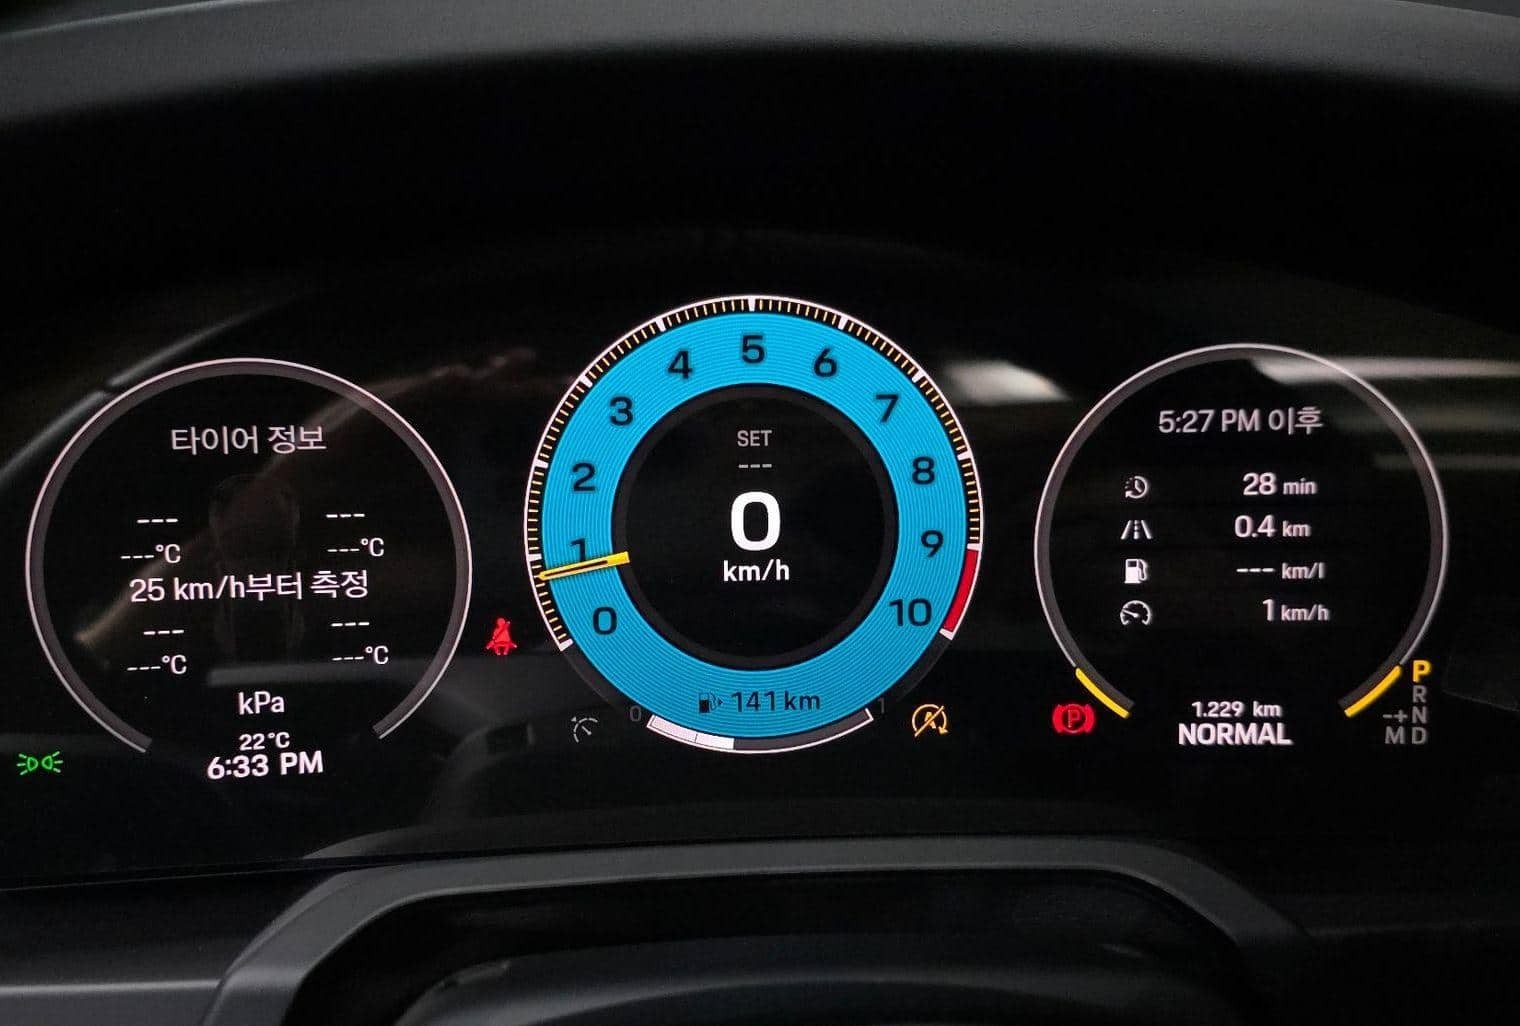 타이어 정보
--- ---
---°C ---°C
25 km/h부터 측정
--- ---
---°C ---°C
kPa
22°C
6:33 PM
0
1
2
3
4
5
6
7
8
9
10
SET
---
0
km/h
141 km
0 1
5:27 PM 이후
28 min
0.4 km
--- km/l
1 km/h
1.229 km
NORMAL
P
R
-+ N
M D
P